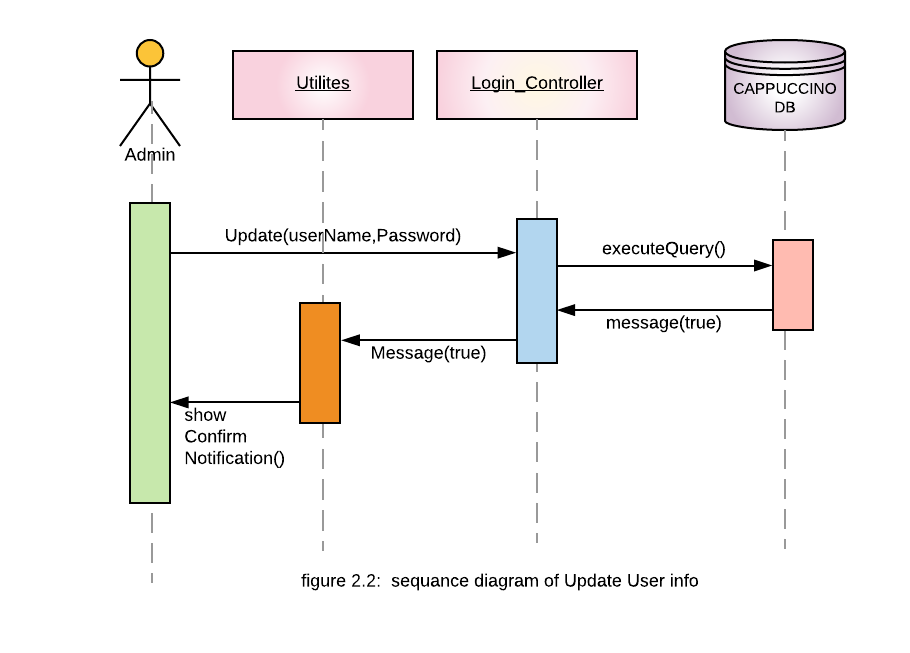 Utilites
Login_Controller
CAPPUCCINO
DB
Admin
Update(userName,Password)
executeQuery()
message(true)
Message(true)
show
Confirm
Notification()
figure 2.2:  sequance diagram of Update User info